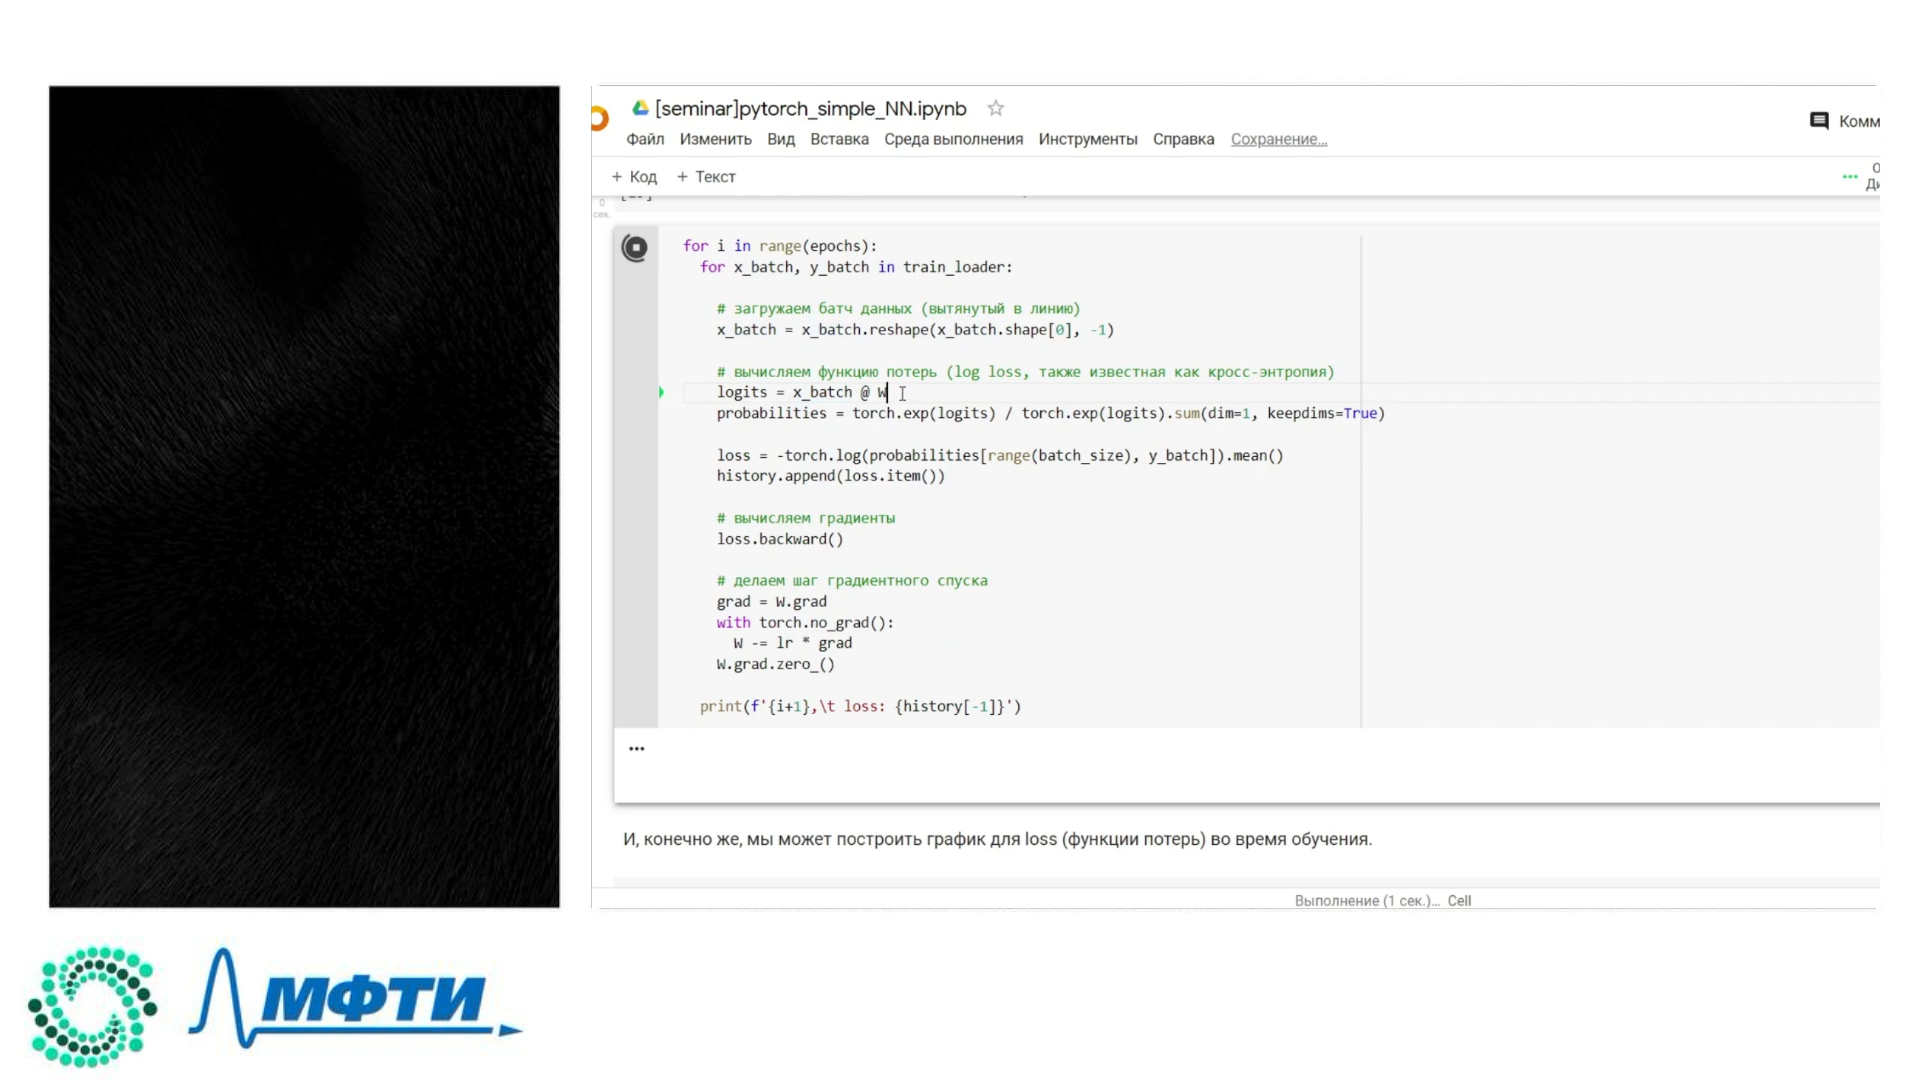 [seminar]pytorch_simple_NN.ipynb
Комм
Файл Изменить Вид Вставка Среда выполнения Инструменты Справка Сохранение...
+ Код + Текст
0
сек.
for i in range(epochs):
for x_batch, y_batch in train_loader:
# загружаем батч данных (вытянутый в линию)
x_batch = x_batch.reshape(x_batch.shape[0], -1)
# вычисляем функцию потерь (log loss, также известная как кросс-энтропия)
logits = x_batch @ W
probabilities = torch.exp(logits) / torch.exp(logits).sum(dim=1, keepdims=True)
loss = -torch.log(probabilities[range(batch_size), y_batch]).mean()
history.append(loss.item())
# вычисляем градиенты
loss.backward()
# делаем шаг градиентного спуска
grad = W.grad
with torch.no_grad():
W -= lr * grad
W.grad.zero_()
print(f'{i+1},\t loss: {history[-1]}')
...
И, конечно же, мы может построить график для loss (функции потерь) во время обучения.
Выполнение (1 сек.)... Cell
МФТИ